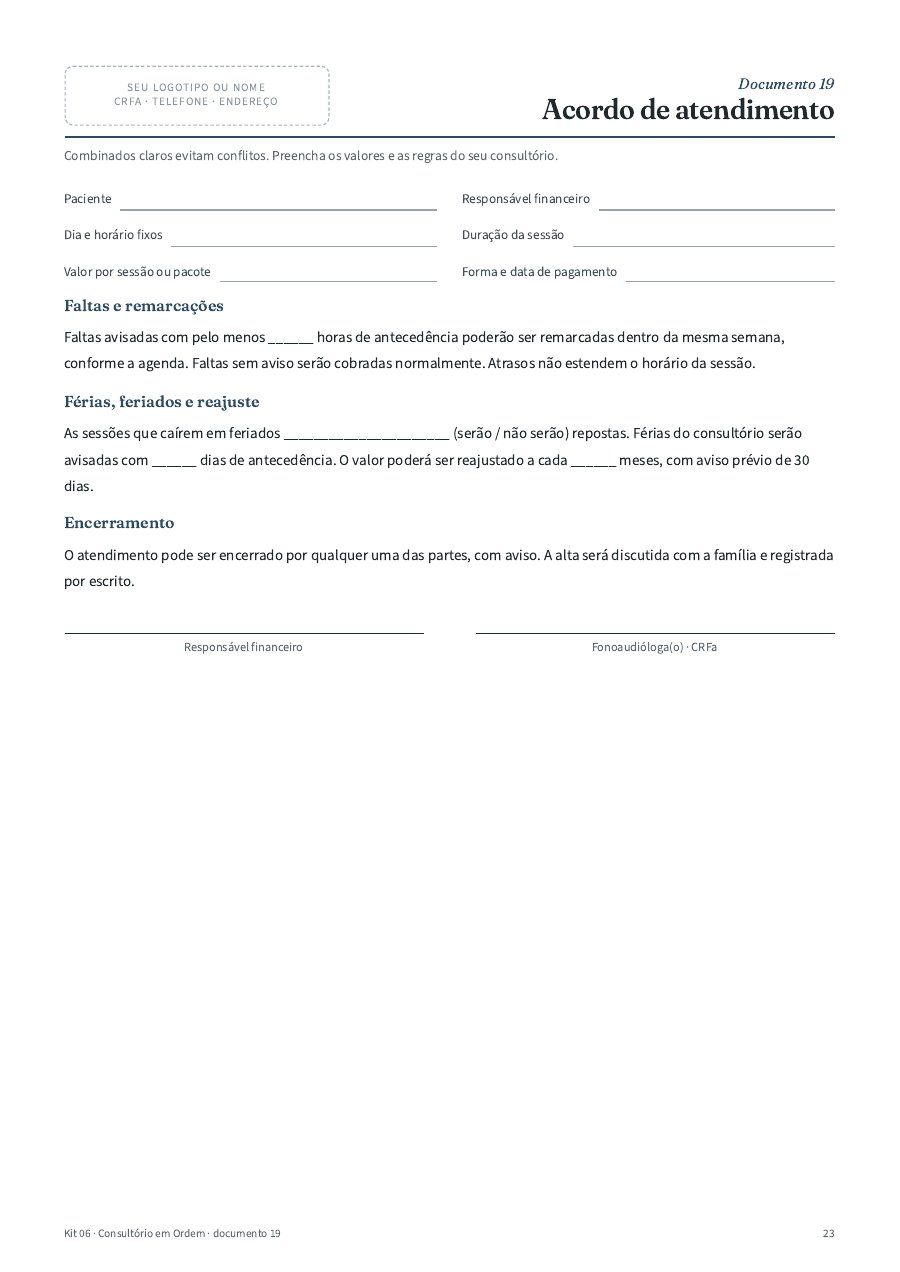 SEU LOGOTIPO OU NOME
CRFA · TELEFONE · ENDEREÇO
Documento 19
Acordo de atendimento
Combinados claros evitam conflitos. Preencha os valores e as regras do seu consultório.
Paciente
Responsável financeiro
Dia e horário fixos
Duração da sessão
Valor por sessão ou pacote
Forma e data de pagamento
Faltas e remarcações
Faltas avisadas com pelo menos ______ horas de antecedência poderão ser remarcadas dentro da mesma semana,
conforme a agenda. Faltas sem aviso serão cobradas normalmente. Atrasos não estendem o horário da sessão.
Férias, feriados e reajuste
As sessões que caírem em feriados ______________________ (serão / não serão) repostas. Férias do consultório serão
avisadas com ______ dias de antecedência. O valor poderá ser reajustado a cada ______ meses, com aviso prévio de 30
dias.
Encerramento
O atendimento pode ser encerrado por qualquer uma das partes, com aviso. A alta será discutida com a família e registrada
por escrito.
Responsável financeiro
Fonoaudióloga(o) · CRFa
Kit 06 · Consultório em Ordem · documento 19
23